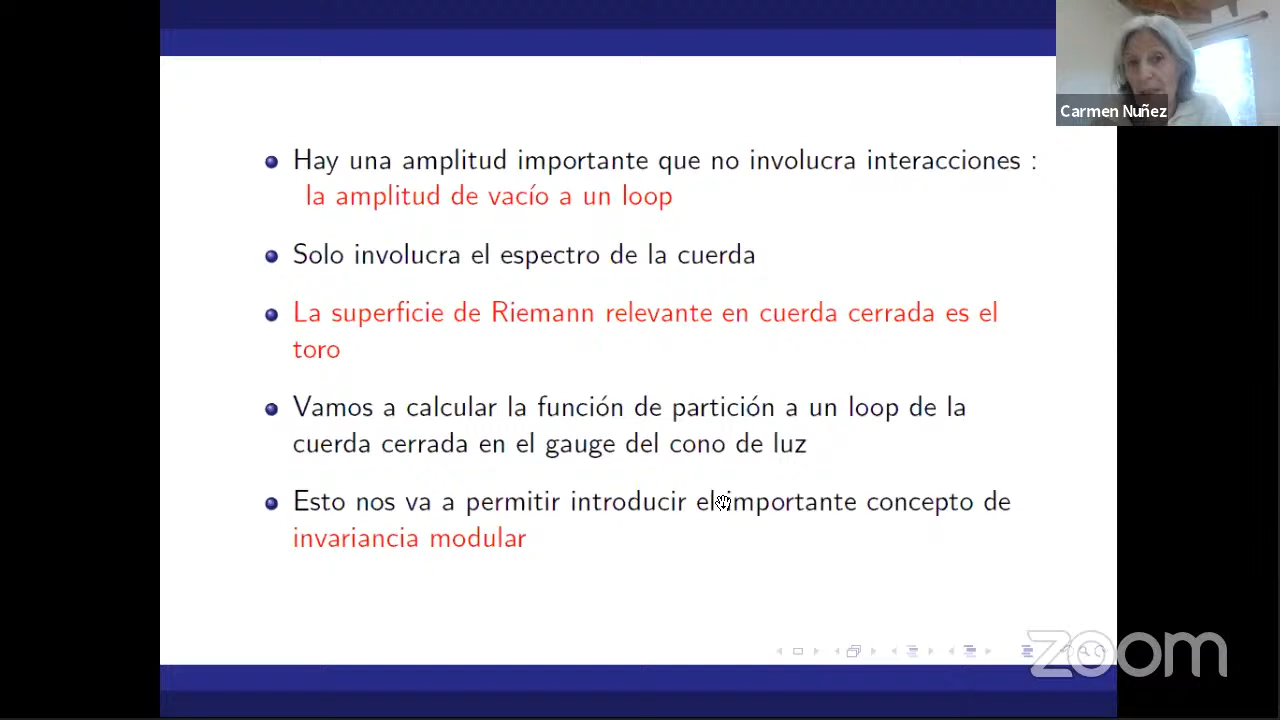 Carmen Nuñez
Hay una amplitud importante que no involucra interacciones :
la amplitud de vacío a un loop
Solo involucra el espectro de la cuerda
La superficie de Riemann relevante en cuerda cerrada es el
toro
Vamos a calcular la función de partición a un loop de la
cuerda cerrada en el gauge del cono de luz
Esto nos va a permitir introducir el importante concepto de
invariancia modular
zoom